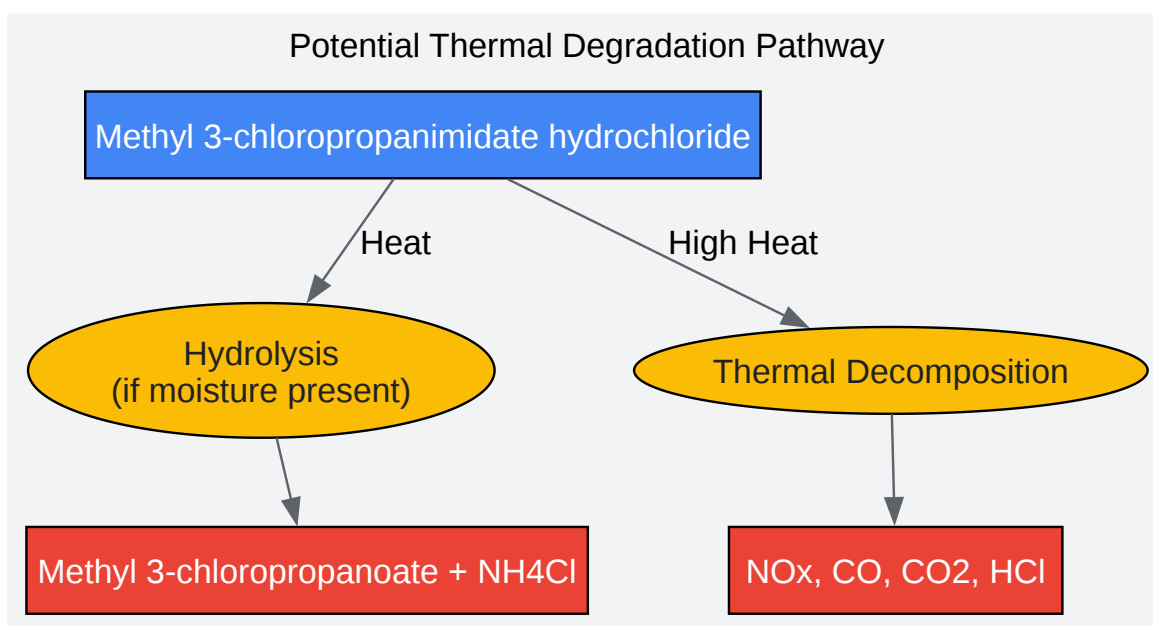 Potential Thermal Degradation Pathway
Methyl 3-chloropropanimidate hydrochloride
Heat
High Heat
Hydrolysis
(if moisture present)
Thermal Decomposition
Methyl 3-chloropropanoate + NH4Cl
NOx, CO, CO2, HCl